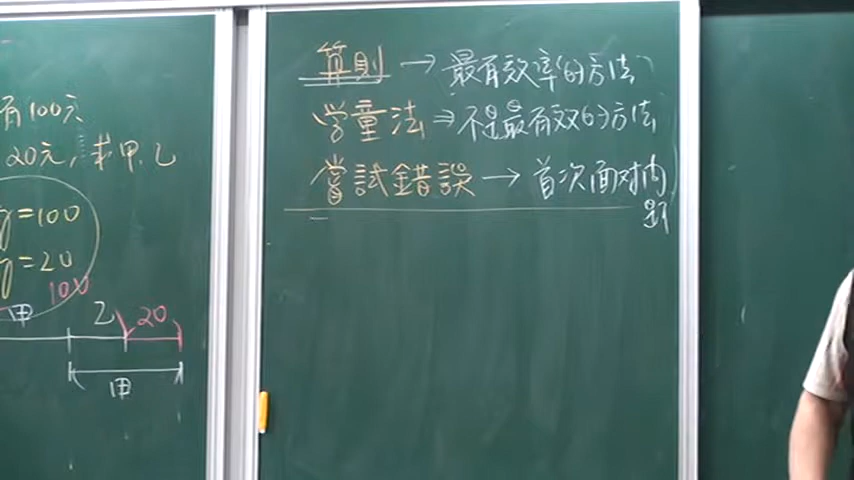 有100元
20元,求甲.乙
y=100
y=20
100
甲
乙 20
甲
算則→最有效率的方法
学童法⇒不是最有效的方法
嘗試錯誤→首次面對問題